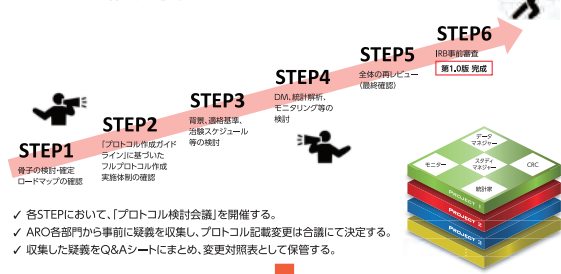 STEP1
骨子の検討・確定
ロードマップの確認
STEP2
「プロトコル作成ガイド
ライン」に基づいた
フルプロトコル作成
実施体制の確認
STEP3
背景、適格基準、
治験スケジュール
等の検討
STEP4
DM、統計解析、
モニタリング等の
検討
STEP5
全体の再レビュー
（最終確認）
STEP6
IRB事前審査
第1.0版 完成
データ
マネジャー
モニター
スタディ
マネジャー
CRC
統計家
PROJECT 1
PROJECT 2
PROJECT 3
✓ 各STEPにおいて、「プロトコル検討会議」を開催する。
✓ ARO各部門から事前に疑義を収集し、プロトコル記載変更は合議にて決定する。
✓ 収集した疑義をQ&Aシートにまとめ、変更対照表として保管する。